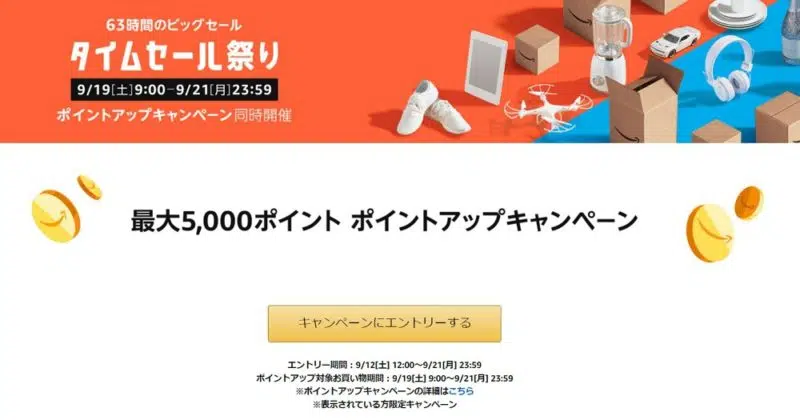 63時間のビッグセール
タイムセール祭り
9/19[土]9:00–9/21[月]23:59
ポイントアップキャンペーン同時開催
最大5,000ポイント ポイントアップキャンペーン
キャンペーンにエントリーする
エントリー期間：9/12[土] 12:00～9/21[月] 23:59
ポイントアップ対象お買い物期間：9/19[土] 9:00～9/21[月] 23:59
※ポイントアップキャンペーンの詳細はこちら
※表示されている方限定キャンペーン